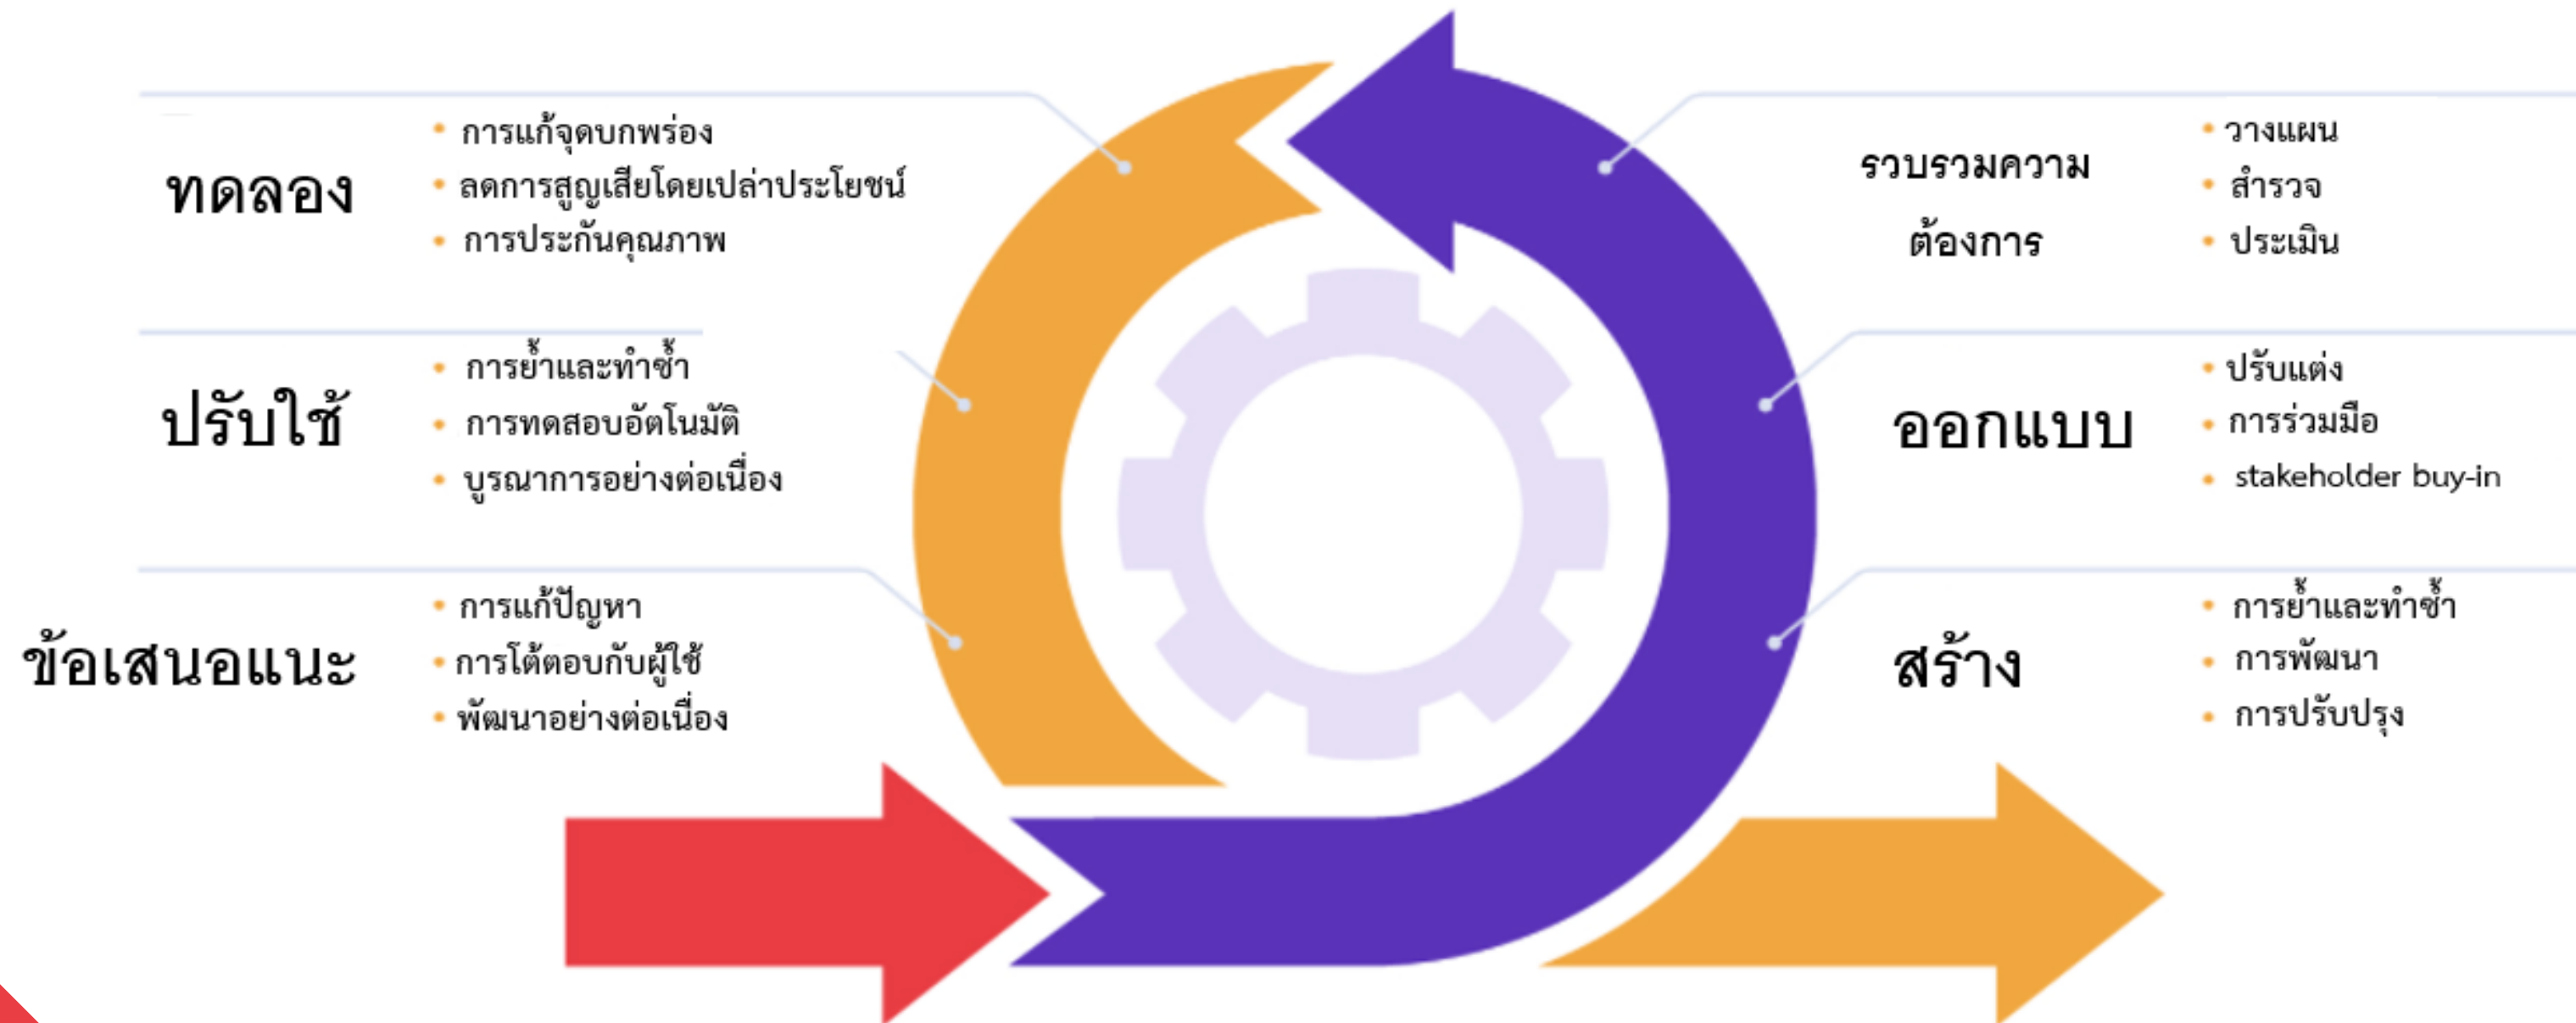 ทดลอง
การแก้จุดบกพร่อง
ลดการสูญเสียโดยเปล่าประโยชน์
การประกันคุณภาพ
ปรับใช้
การย้ำและทำซ้ำ
การทดสอบอัตโนมัติ
บูรณาการอย่างต่อเนื่อง
ข้อเสนอแนะ
การแก้ปัญหา
การโต้ตอบกับผู้ใช้
พัฒนาอย่างต่อเนื่อง
รวบรวมความ
ต้องการ
วางแผน
สำรวจ
ประเมิน
ออกแบบ
ปรับแต่ง
การร่วมมือ
stakeholder buy-in
สร้าง
การย้ำและทำซ้ำ
การพัฒนา
การปรับปรุง